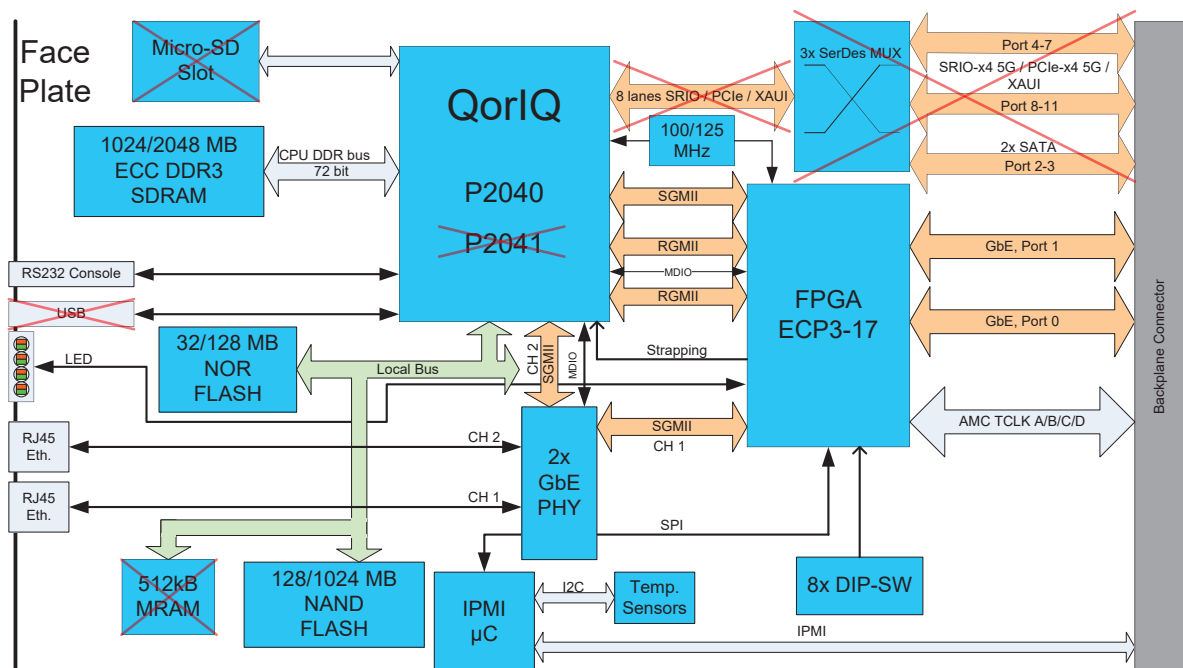 Face
Plate
Micro-SD
Slot
QorIQ
P2040
P2041
8 lanes SRIO / PCIe / XAUI
3x SerDes MUX
Port 4-7
SRIO-x4 5G / PCIe-x4 5G /
XAUI
Port 8-11
2x SATA
Port 2-3
Backplane Connector
1024/2048 MB
ECC DDR3
SDRAM
CPU DDR bus
72 bit
100/125
MHz
SGMII
RGMII
MDIO
RGMII
FPGA
ECP3-17
GbE, Port 1
GbE, Port 0
RS232 Console
USB
LED
32/128 MB
NOR
FLASH
Local Bus
CH 2
SGMII
MDIO
Strapping
AMC TCLK A/B/C/D
RJ45
Eth.
CH 2
RJ45
Eth.
CH 1
2x
GbE
PHY
SGMII
CH 1
SPI
512kB
MRAM
128/1024 MB
NAND
FLASH
IPMI
µC
I2C
Temp.
Sensors
8x DIP-SW
IPMI